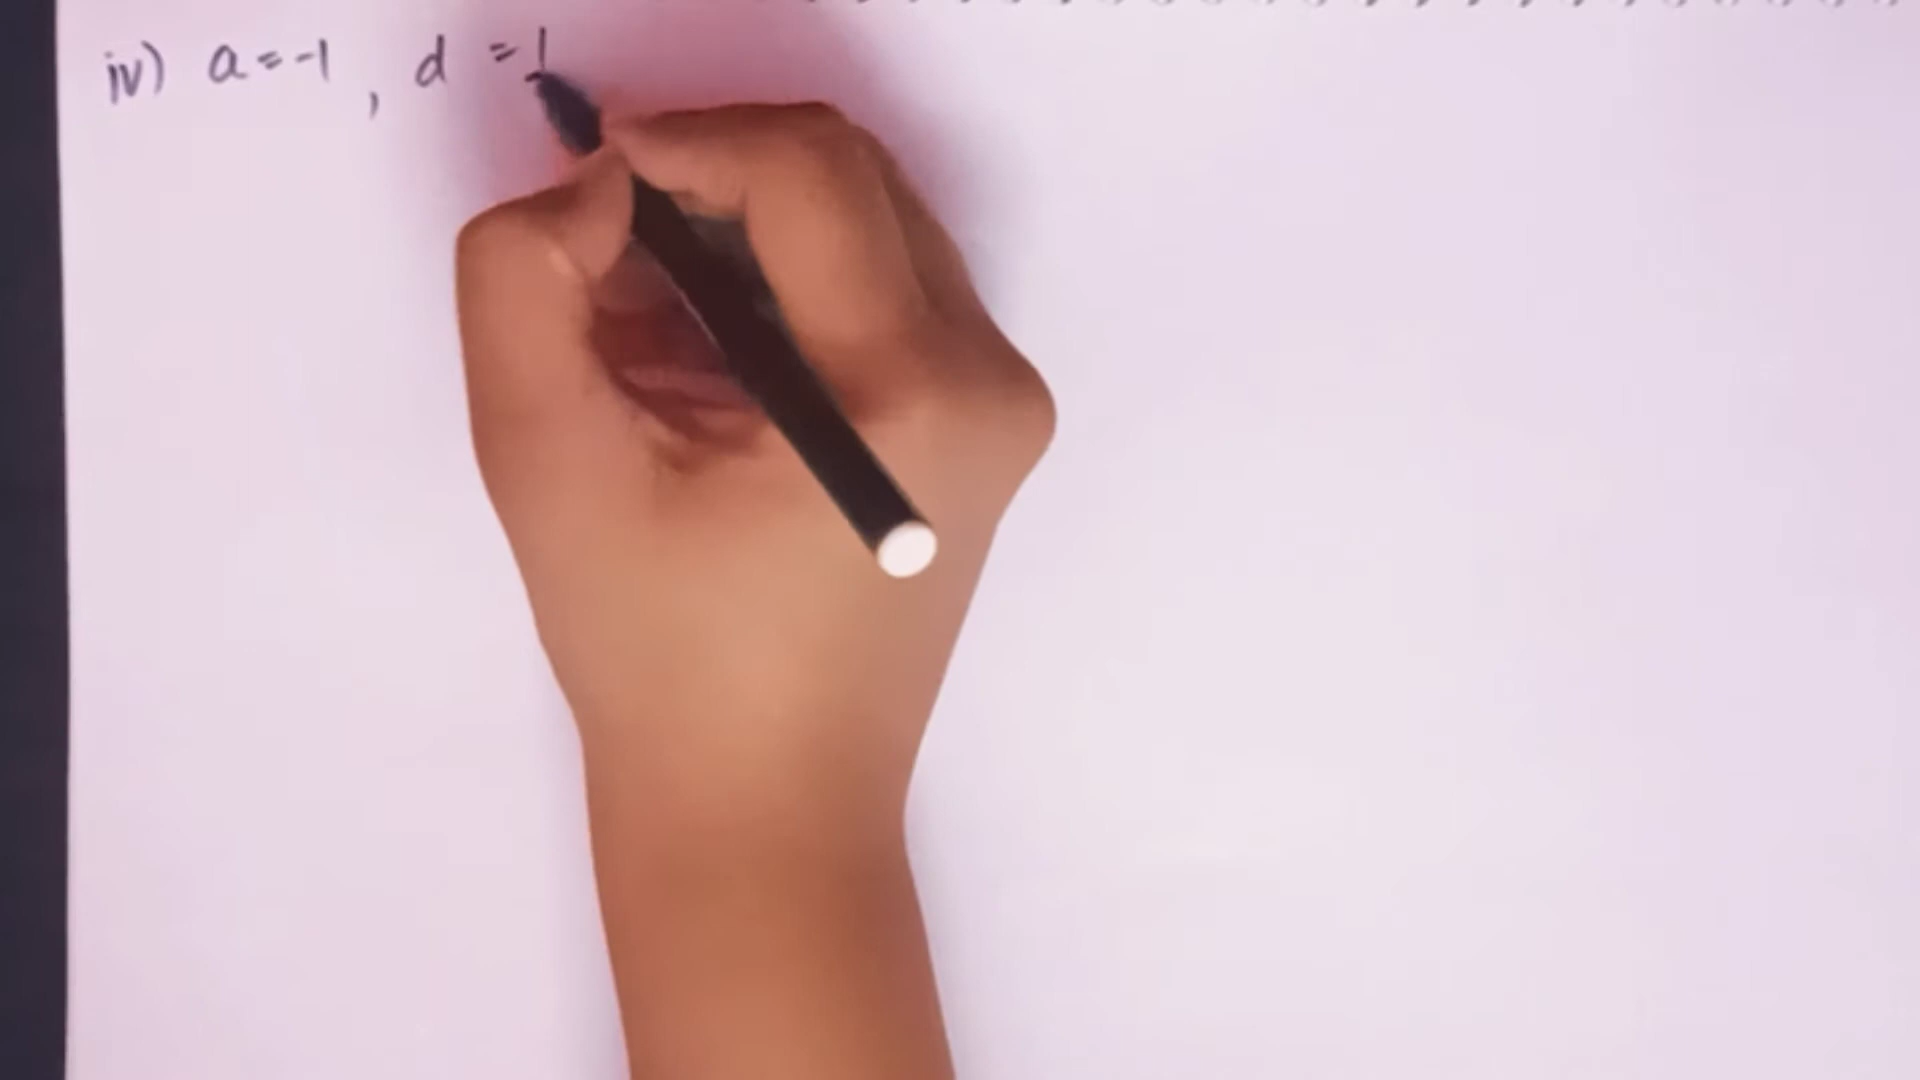 iv) a=-1 , d = 1